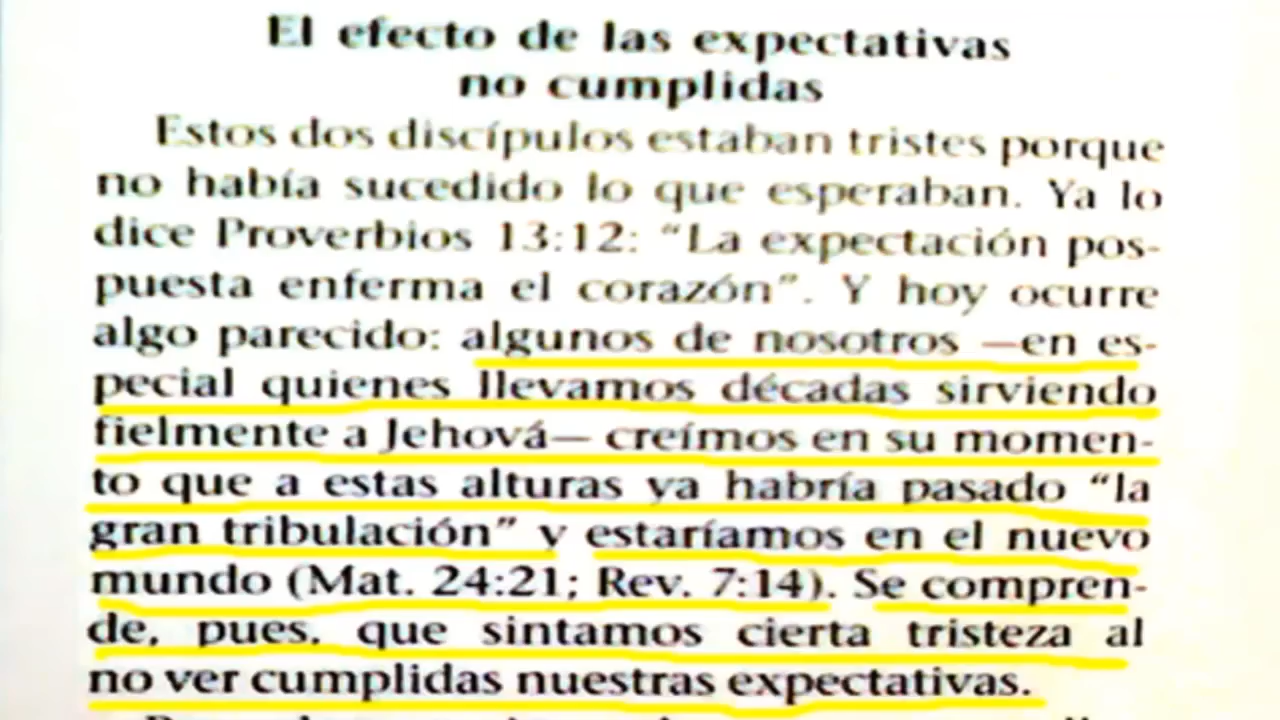 El efecto de las expectativas
no cumplidas
Estos dos discípulos estaban tristes porque
no había sucedido lo que esperaban. Ya lo
dice Proverbios 13:12: “La expectación pos-
puesta enferma el corazón”. Y hoy ocurre
algo parecido: algunos de nosotros —en es-
pecial quienes llevamos décadas sirviendo
fielmente a Jehová— creímos en su momen-
to que a estas alturas ya habría pasado “la
gran tribulación” y estaríamos en el nuevo
mundo (Mat. 24:21; Rev. 7:14). Se compren-
de, pues, que sintamos cierta tristeza al
no ver cumplidas nuestras expectativas.